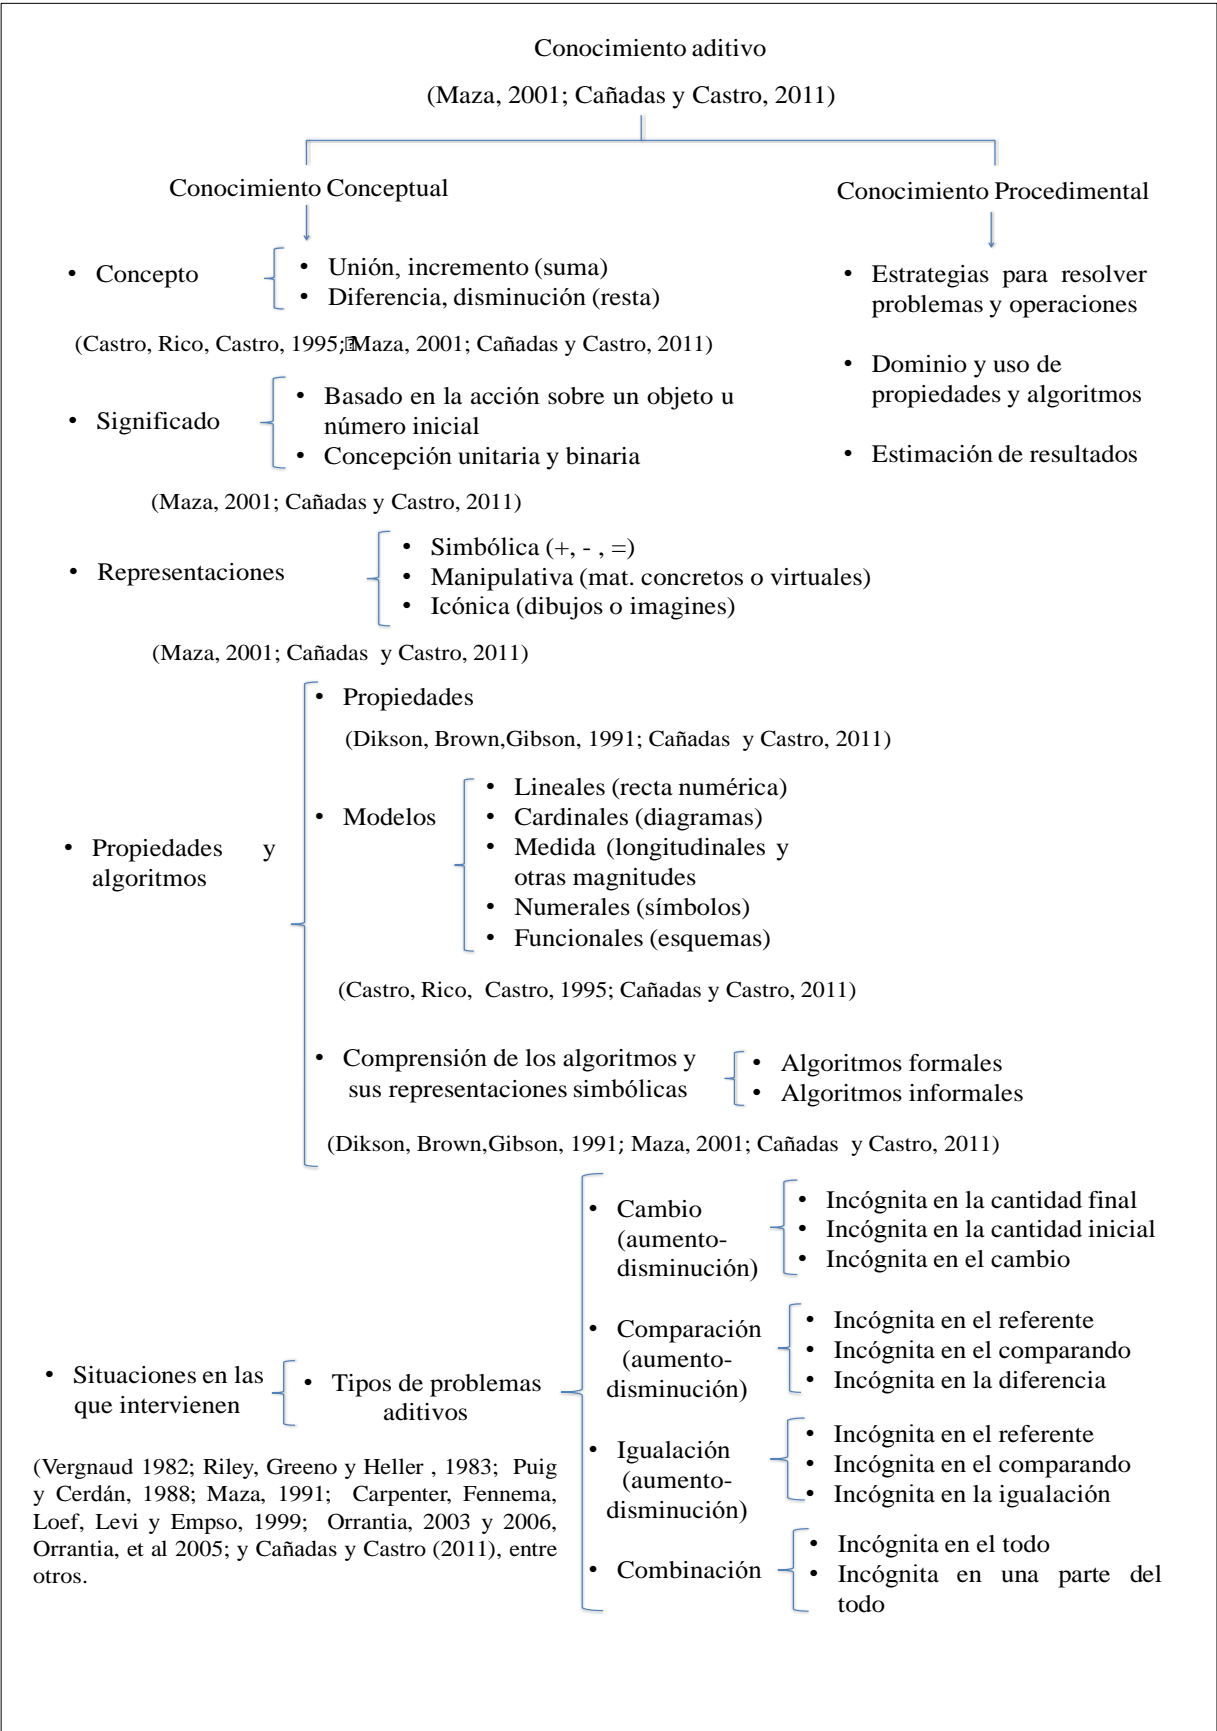 Conocimiento aditivo
(Maza, 2001; Cañadas y Castro, 2011)
Conocimiento Conceptual
Conocimiento Procedimental
• Concepto
• Unión, incremento (suma)
• Diferencia, disminución (resta)
(Castro, Rico, Castro, 1995; Maza, 2001; Cañadas y Castro, 2011)
• Significado
• Basado en la acción sobre un objeto u
número inicial
• Concepción unitaria y binaria
(Maza, 2001; Cañadas y Castro, 2011)
• Estrategias para resolver
problemas y operaciones
• Dominio y uso de
propiedades y algoritmos
• Estimación de resultados
• Representaciones
• Simbólica (+, - , =)
• Manipulativa (mat. concretos o virtuales)
• Icónica (dibujos o imagines)
(Maza, 2001; Cañadas y Castro, 2011)
• Propiedades y
algoritmos
• Propiedades
(Dikson, Brown,Gibson, 1991; Cañadas y Castro, 2011)
• Modelos
• Lineales (recta numérica)
• Cardinales (diagramas)
• Medida (longitudinales y
otras magnitudes
• Numerales (símbolos)
• Funcionales (esquemas)
(Castro, Rico, Castro, 1995; Cañadas y Castro, 2011)
• Comprensión de los algoritmos y
sus representaciones simbólicas
• Algoritmos formales
• Algoritmos informales
(Dikson, Brown,Gibson, 1991; Maza, 2001; Cañadas y Castro, 2011)
• Situaciones en las
que intervienen
• Tipos de problemas
aditivos
(Vergnaud 1982; Riley, Greeno y Heller , 1983; Puig
y Cerdán, 1988; Maza, 1991; Carpenter, Fennema,
Loef, Levi y Empso, 1999; Orrantia, 2003 y 2006,
Orrantia, et al 2005; y Cañadas y Castro (2011), entre
otros.
• Cambio
(aumento-
disminución)
• Incógnita en la cantidad final
• Incógnita en la cantidad inicial
• Incógnita en el cambio
• Comparación
(aumento-
disminución)
• Incógnita en el referente
• Incógnita en el comparando
• Incógnita en la diferencia
• Igualación
(aumento-
disminución)
• Incógnita en el referente
• Incógnita en el comparando
• Incógnita en la igualación
• Combinación
• Incógnita en el todo
• Incógnita en una parte del
todo